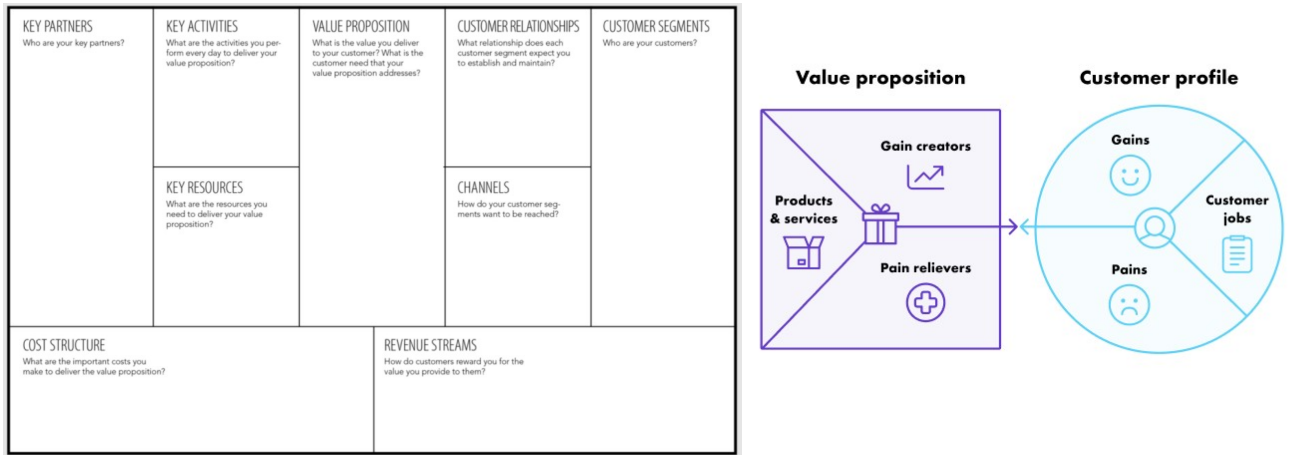 KEY PARTNERS
Who are your key partners?
KEY ACTIVITIES
What are the activities you per-
form every day to deliver your
value proposition?
VALUE PROPOSITION
What is the value you deliver
to your customer? What is the
customer need that your
value proposition addresses?
CUSTOMER RELATIONSHIPS
What relationship does each
customer segment expect you
to establish and maintain?
CUSTOMER SEGMENTS
Who are your customers?
KEY RESOURCES
What are the resources you
need to deliver your value
proposition?
CHANNELS
How do your customer seg-
ments want to be reached?
COST STRUCTURE
What are the important costs you
make to deliver the value proposition?
REVENUE STREAMS
How do customers reward you for the
value you provide to them?
Value proposition
Gain creators
Products
& services
Pain relievers
Customer profile
Gains
Customer
jobs
Pains